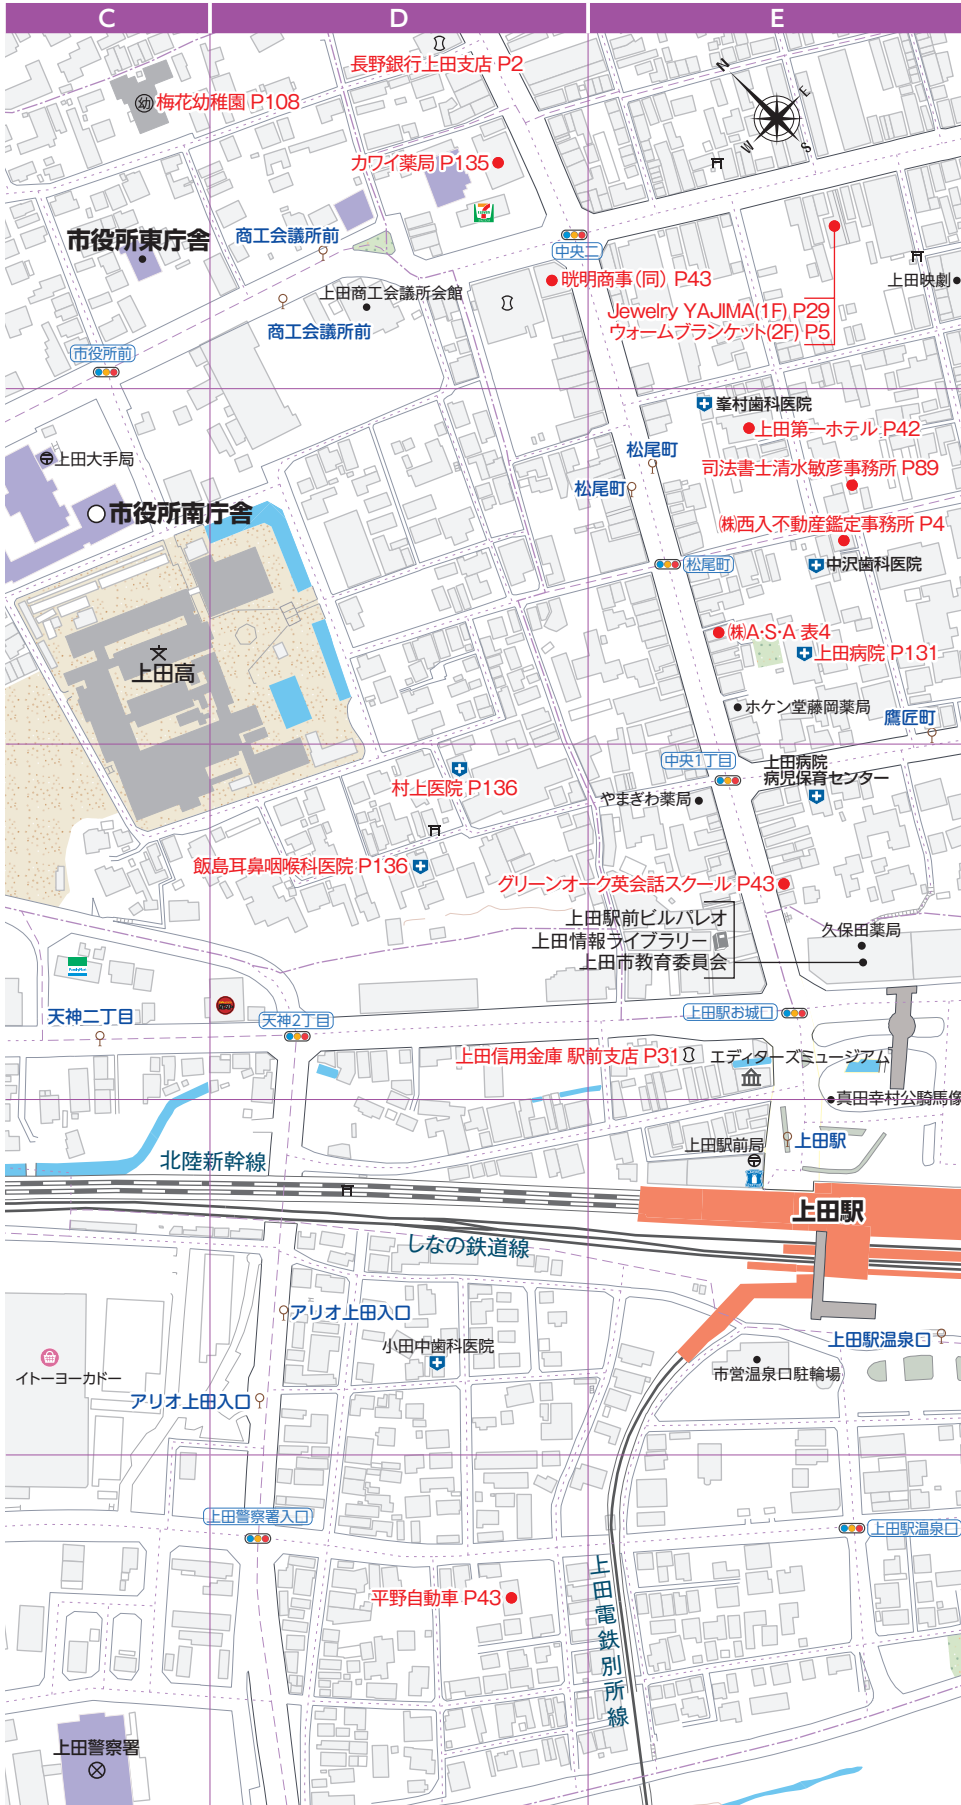 C D E
長野銀行上田支店 P2
N
E
W
S
幼
梅花幼稚園 P108
カワイ薬局 P135
7
市役所東庁舎
商工会議所前
中央二
晄明商事(同) P43
上田映劇
上田商工会議所会館
Jewelry YAJIMA(1F) P29
ウォームブランケット(2F) P5
商工会議所前
市役所前
峯村歯科医院
上田第一ホテル P42
松尾町
上田大手局
司法書士清水敏彦事務所 P89
松尾町
市役所南庁舎
㈱西入不動産鑑定事務所 P4
松尾町
中沢歯科医院
㈱A・S・A 表4
上田病院 P131
文
上田高
ホケン堂藤岡薬局
鷹匠町
中央1丁目
上田病院
病児保育センター
村上医院 P136
やまぎわ薬局
飯島耳鼻咽喉科医院 P136
グリーンオーク英会話スクール P43
上田駅前ビルパレオ
上田情報ライブラリー
上田市教育委員会
久保田薬局
FamilyMart
天神二丁目
天神2丁目
上田駅お城口
上田信用金庫 駅前支店 P31
エディターズミュージアム
真田幸村公騎馬像
上田駅前局
上田駅
北陸新幹線
上田駅
しなの鉄道線
アリオ上田入口
小田中歯科医院
上田駅温泉口
市営温泉口駐輪場
イトーヨーカドー
アリオ上田入口
上田警察署入口
上田駅温泉口
上田電鉄別所線
平野自動車 P43
上田警察署